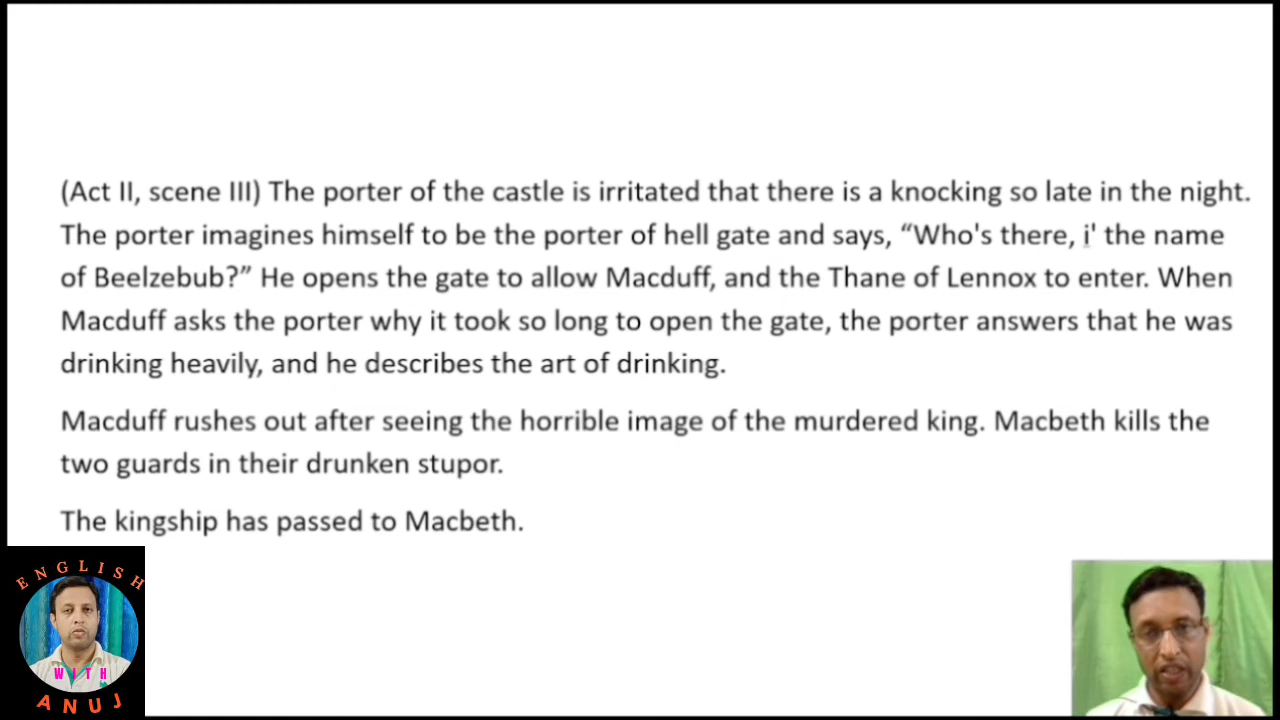 (Act II, scene III) The porter of the castle is irritated that there is a knocking so late in the night.
The porter imagines himself to be the porter of hell gate and says, “Who's there, i' the name
of Beelzebub?” He opens the gate to allow Macduff, and the Thane of Lennox to enter. When
Macduff asks the porter why it took so long to open the gate, the porter answers that he was
drinking heavily, and he describes the art of drinking.
Macduff rushes out after seeing the horrible image of the murdered king. Macbeth kills the
two guards in their drunken stupor.
The kingship has passed to Macbeth.
ENGLISH
WITH
ANUJ